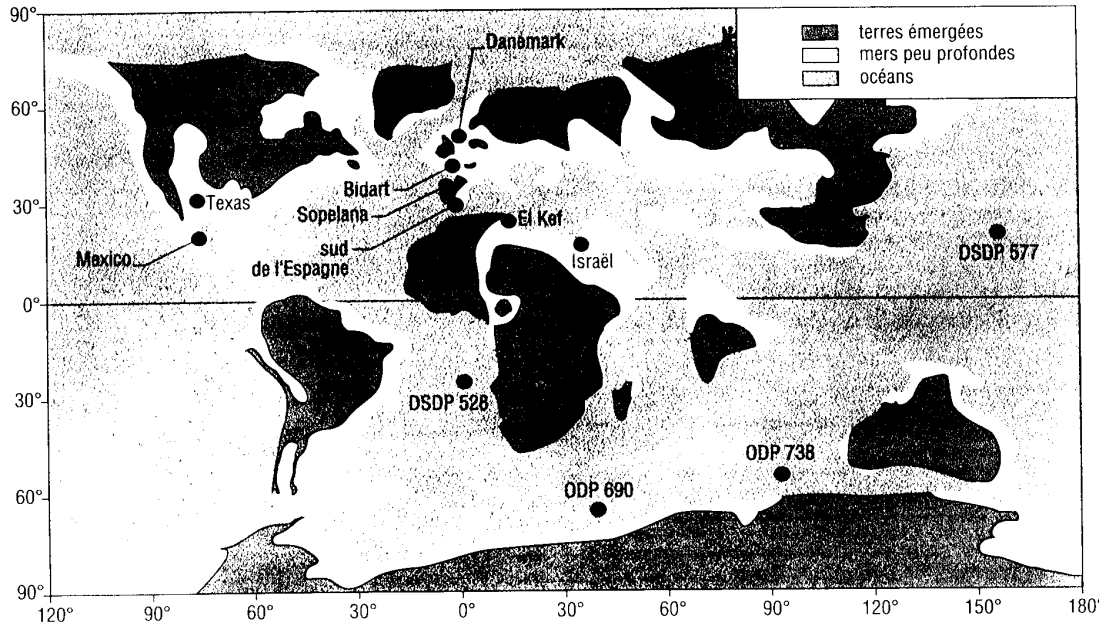 90°
60°
30°
0°
30°
60°
90°
terres émergées
mers peu profondes
océans
Danemark
Bidart
Sopelana
sud
de l'Espagne
El Kef
Israël
Texas
Mexico
DSDP 577
DSDP 528
ODP 738
ODP 690
120° 90° 60° 30° 0° 30° 60° 90° 120° 150° 180°